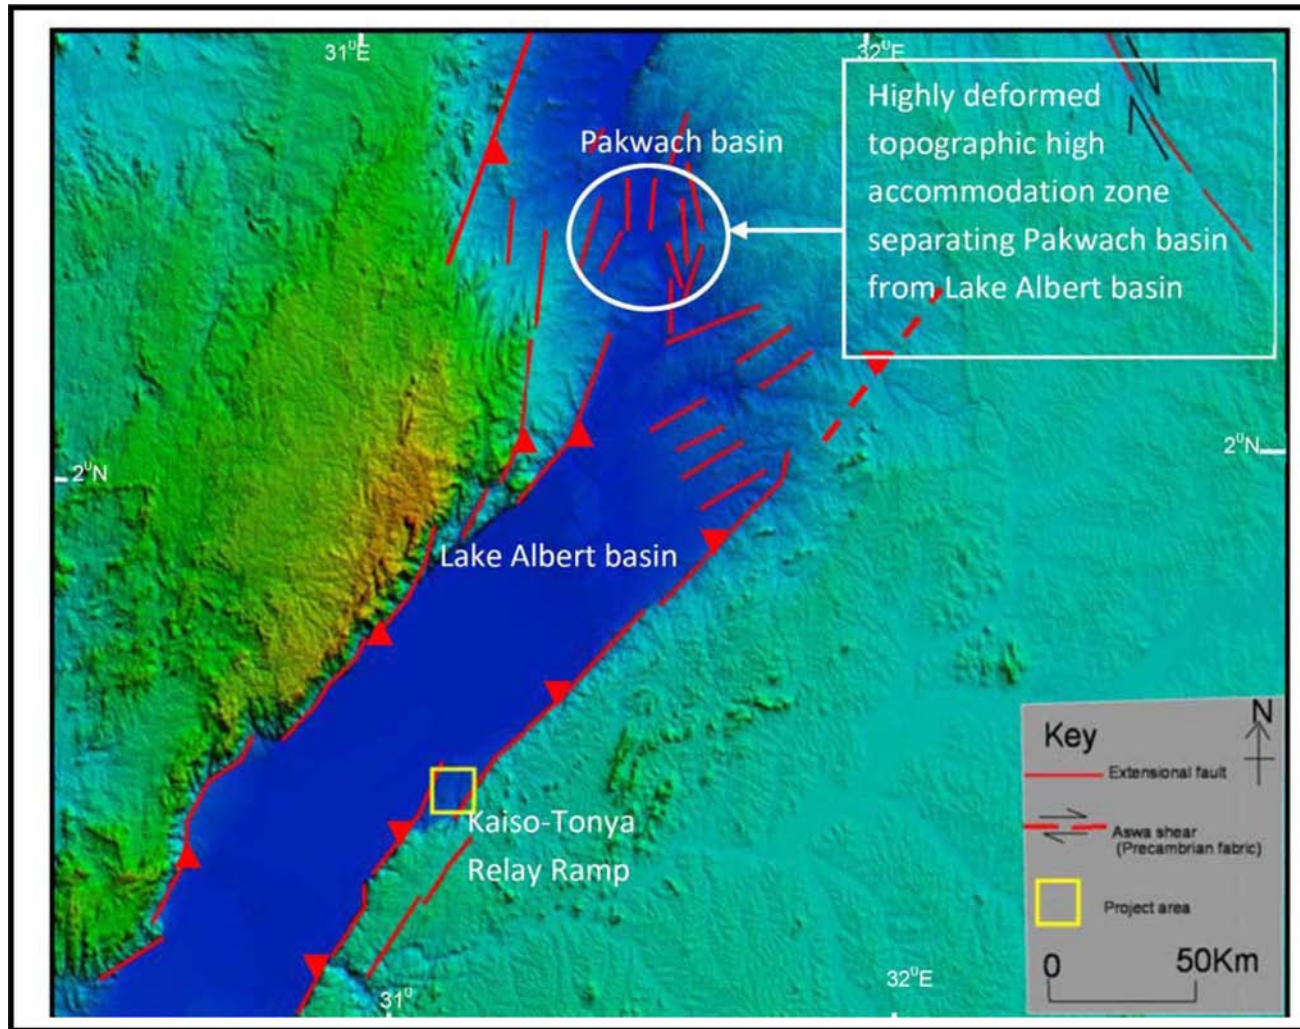 31⁰E
32⁰E
Highly deformed
topographic high
accommodation zone
separating Pakwach basin
from Lake Albert basin
Pakwach basin
2⁰N
2⁰N
Lake Albert basin
Kaiso-Tonya
Relay Ramp
Key
N
Extensional fault
Aswa shear
(Precambrian fabric)
Project area
0
50Km
31⁰
32⁰E